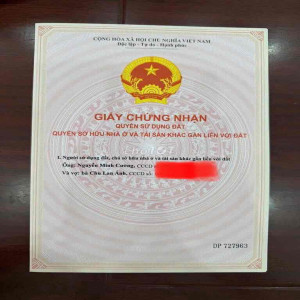 CỘNG HÒA XÃ HỘI CHỦ NGHĨA VIỆT NAM
Độc lập - Tự do - Hạnh phúc
GIẤY CHỨNG NHẬN
QUYỀN SỬ DỤNG ĐẤT
QUYỀN SỞ HỮU NHÀ Ở VÀ TÀI SẢN KHÁC GẮN LIỀN VỚI ĐẤT
I. Người sử dụng đất, chủ sở hữu nhà ở và tài sản khác gắn liền với đất
Ông: Nguyễn Minh Cương, CCCD
Và vợ: bà Chu Lan Anh, CCCD số:
DP 727963